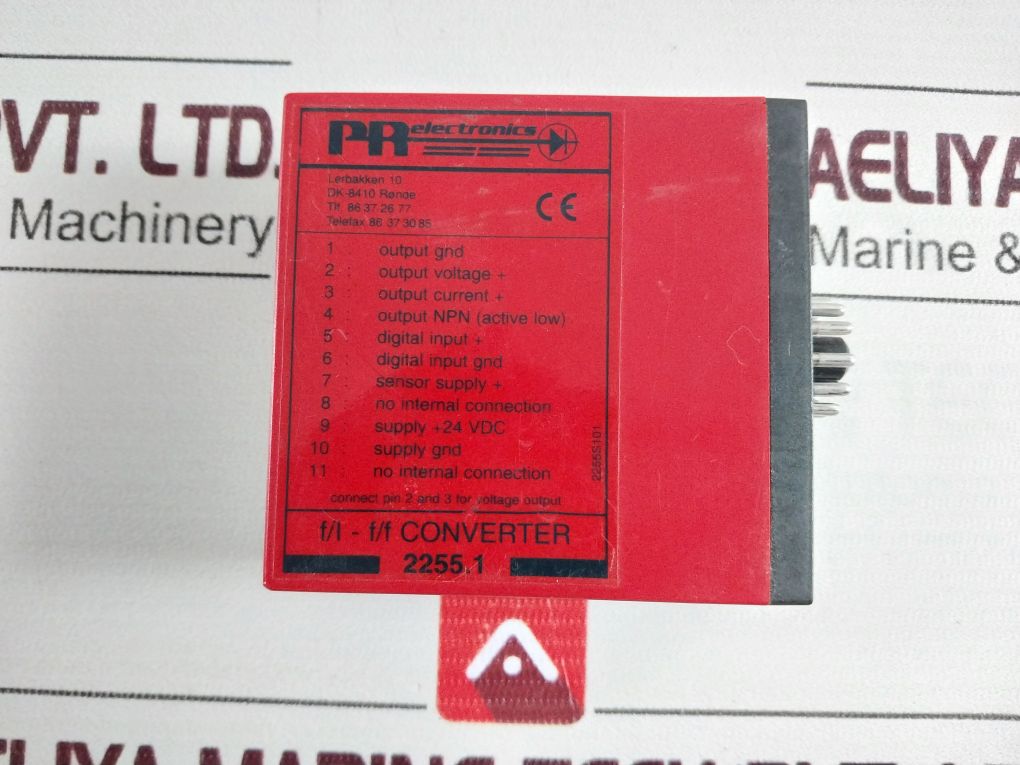 PVT. LTD.
Machinery
AELIYA
Marine &
PR electronics
Lerbakken 10
DK-8410 Rønde
Tlf. 86 37 26 77
Telefax 86 37 30 85
CE
1 output gnd
2 : output voltage +
3 : output current +
4 : output NPN (active low)
5 : digital input +
6 : digital input gnd
7 : sensor supply +
8 : no internal connection
9 : supply +24 VDC
10 : supply gnd
11 : no internal connection
2255S101
connect pin 2 and 3 for voltage output
f/I - f/f CONVERTER
2255.1